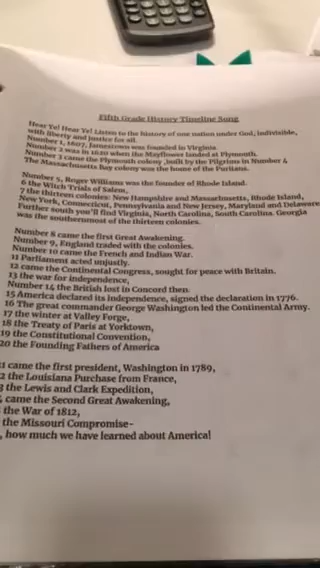 Fifth Grade History Timeline Song
Hear Ye! Hear Ye! Listen to the history of one nation under God, indivisible,
with liberty and justice for all.
Number 1, 1607, Jamestown was founded in Virginia.
Number 2 was in 1620 when the Mayflower landed at Plymouth.
Number 3 came the Plymouth colony ,built by the Pilgrims in Number 4
The Massachusetts Bay colony was the home of the Puritans.
Number 5, Roger Williams was the founder of Rhode Island.
6 the Witch Trials of Salem,
7 the thirteen colonies: New Hampshire and Massachusetts, Rhode Island,
New York, Connecticut, Pennsylvania and New Jersey, Maryland and Delaware
Further south you'll find Virginia, North Carolina, South Carolina. Georgia
was the southernmost of the thirteen colonies.
Number 8 came the first Great Awakening.
Number 9, England traded with the colonies.
Number 10 came the French and Indian War.
11 Parliament acted unjustly.
12 came the Continental Congress, sought for peace with Britain.
13 the war for independence,
Number 14 the British lost in Concord then
15 America declared its independence, signed the declaration in 1776.
16 The great commander George Washington led the Continental Army.
17 the winter at Valley Forge,
18 the Treaty of Paris at Yorktown,
19 the Constitutional Convention,
20 the Founding Fathers of America
1 came the first president, Washington in 1789,
2 the Louisiana Purchase from France,
3 the Lewis and Clark Expedition,
came the Second Great Awakening,
the War of 1812,
the Missouri Compromise-
, how much we have learned about America!